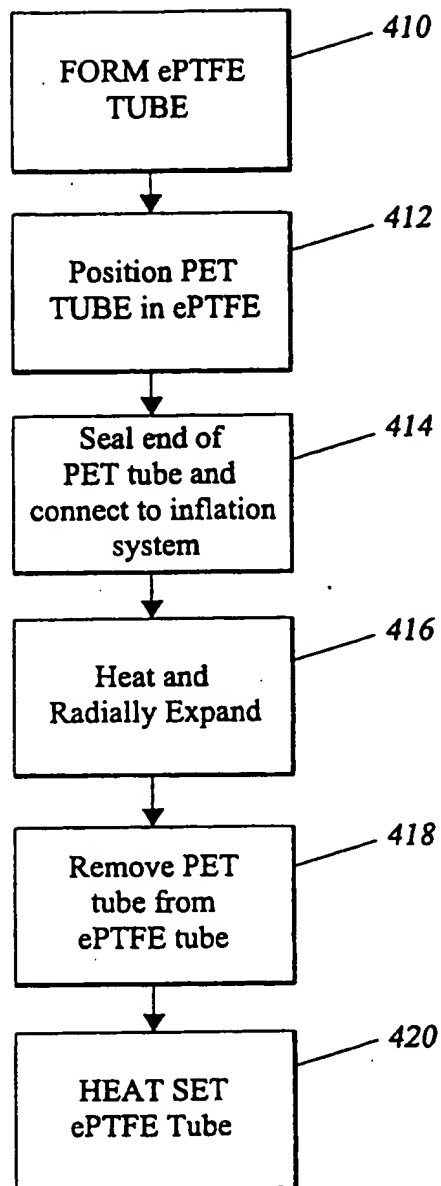 410
FORM ePTFE
TUBE
412
Position PET
TUBE in ePTFE
414
Seal end of
PET tube and
connect to inflation
system
416
Heat and
Radially Expand
418
Remove PET
tube from
ePTFE tube
420
HEAT SET
ePTFE Tube